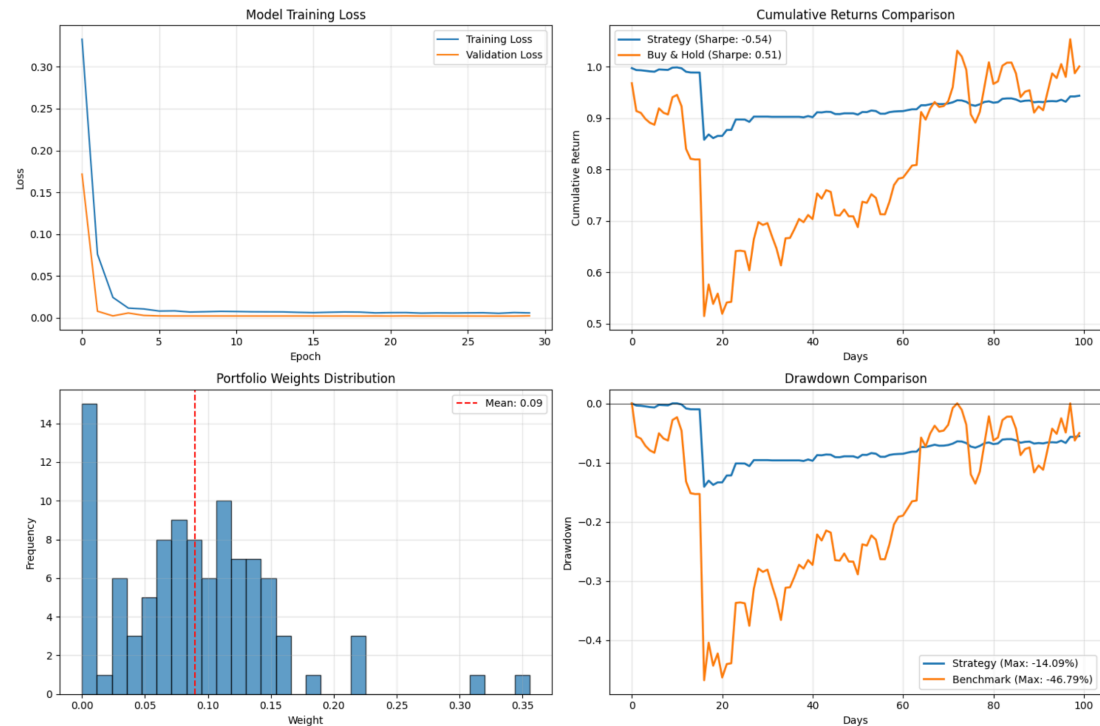 Model Training Loss
Training Loss
Validation Loss
0.30
0.25
0.20
0.15
0.10
0.05
0.00
Loss
0 5 10 15 20 25 30
Epoch
Cumulative Returns Comparison
Strategy (Sharpe: -0.54)
Buy & Hold (Sharpe: 0.51)
1.0
0.9
0.8
0.7
0.6
0.5
Cumulative Return
0 20 40 60 80 100
Days
Portfolio Weights Distribution
Mean: 0.09
14
12
10
8
6
4
2
0
Frequency
0.00 0.05 0.10 0.15 0.20 0.25 0.30 0.35
Weight
Drawdown Comparison
0.0
−0.1
−0.2
−0.3
−0.4
Drawdown
Strategy (Max: -14.09%)
Benchmark (Max: -46.79%)
0 20 40 60 80 100
Days